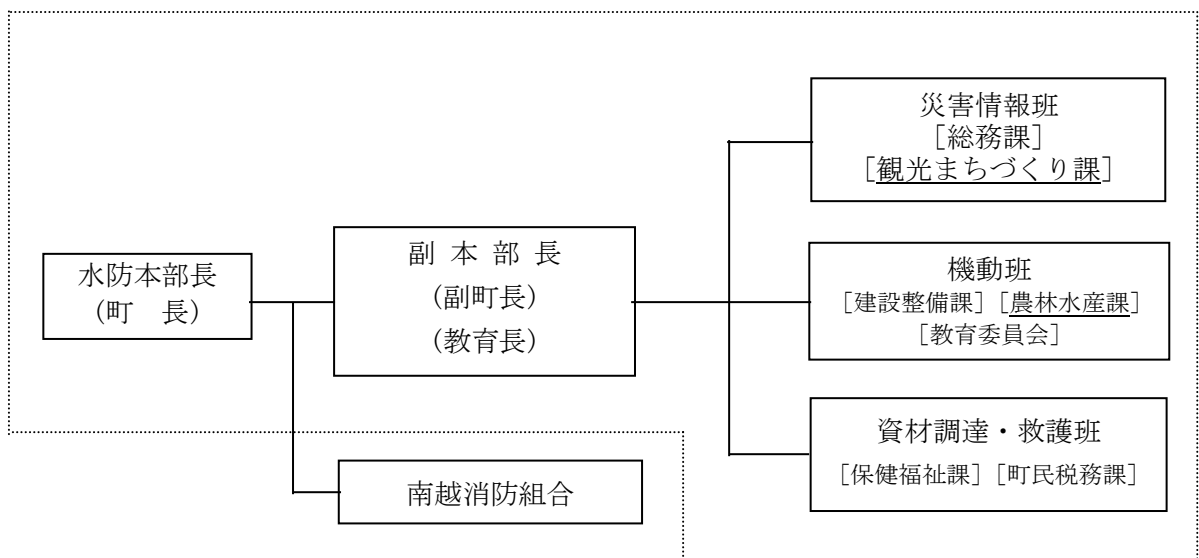 水防本部長
(町　長)
副 本 部 長
(副町長)
(教育長)
南越消防組合
災害情報班
[総務課]
[観光まちづくり課]
機動班
[建設整備課] [農林水産課]
[教育委員会]
資材調達・救護班
[保健福祉課] [町民税務課]